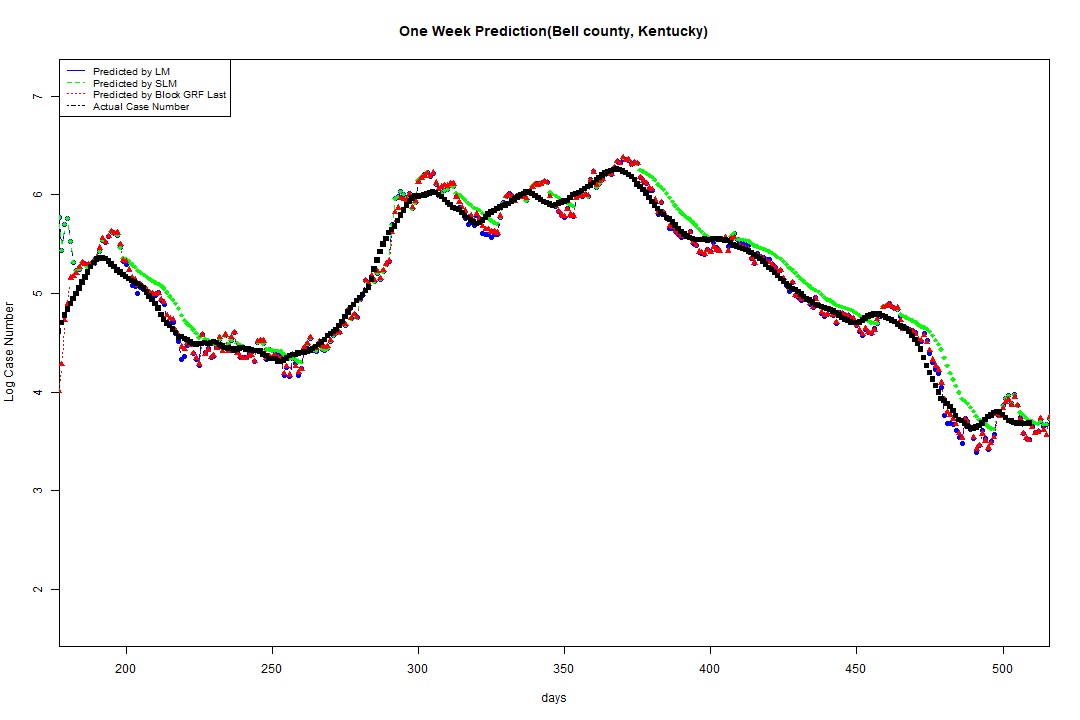 One Week Prediction(Bell county, Kentucky)
Predicted by LM
Predicted by SLM
Predicted by Block GRF Last
Actual Case Number
7
6
5
4
3
2
Log Case Number
200 250 300 350 400 450 500
days